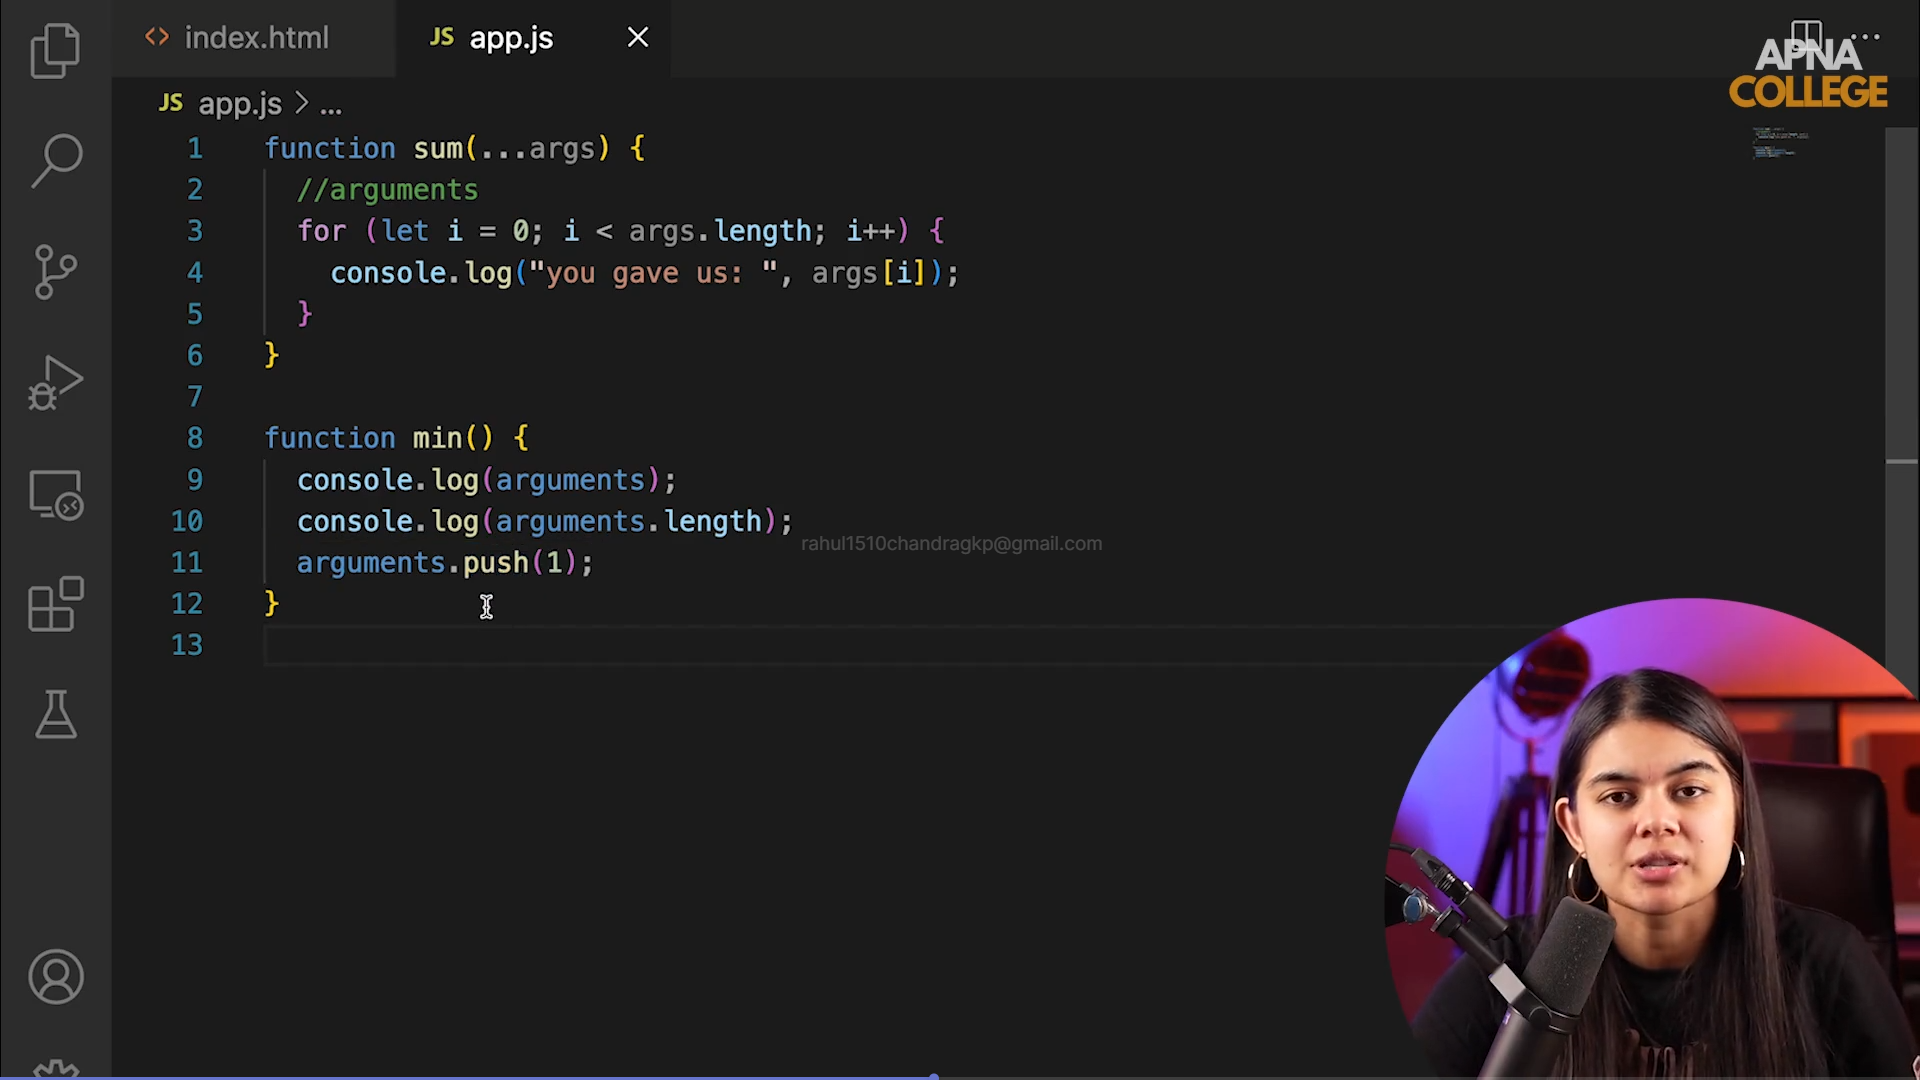 index.html
JS app.js
APNA
COLLEGE
JS app.js > ...
1 function sum(...args) {
2 //arguments
3 for (let i = 0; i < args.length; i++) {
4 console.log("you gave us: ", args[i]);
5 }
6 }
7
8 function min() {
9 console.log(arguments);
10 console.log(arguments.length);
rahul1510chandragkp@gmail.com
11 arguments.push(1);
12 }
13